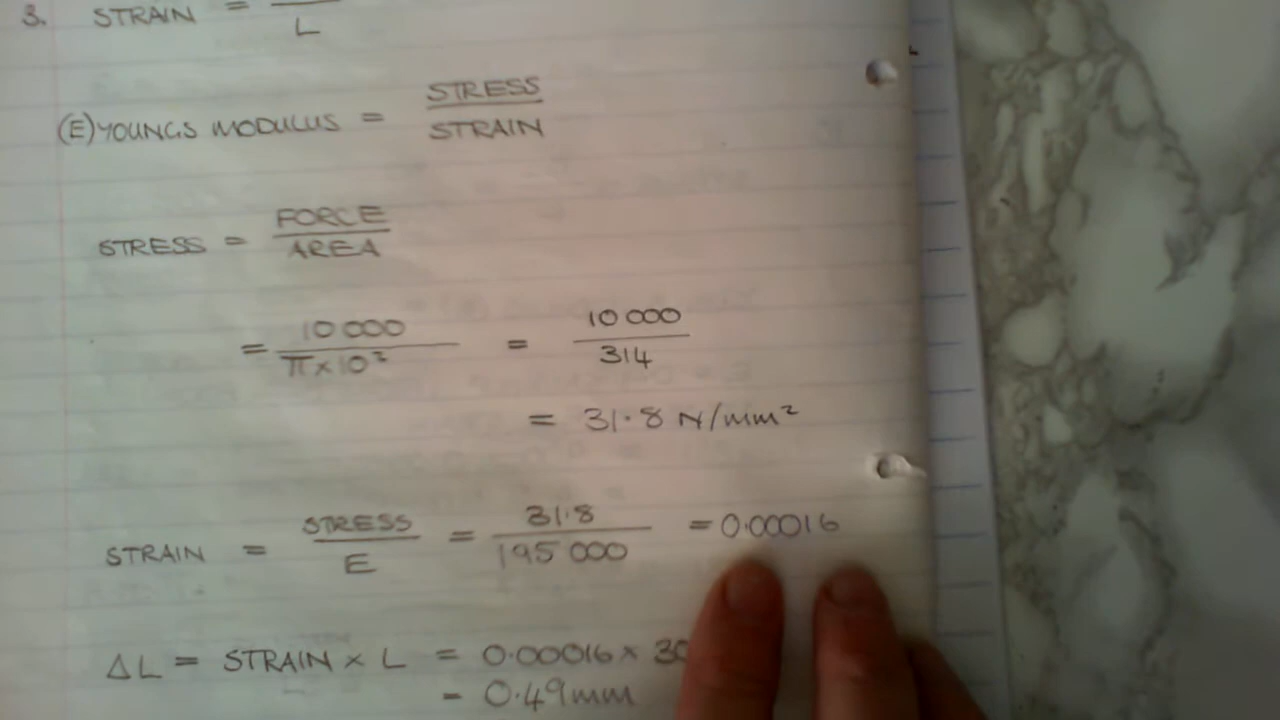 3. STRAIN = 
L
(E) YOUNGS MODULUS = STRESS
STRAIN
STRESS = FORCE
AREA
= 10 000 = 10 000
π × 10² 314
= 31.8 N/mm²
STRAIN = STRESS = 31.8 = 0.00016
E 195 000
ΔL = STRAIN × L = 0.00016 × 30
= 0.49mm